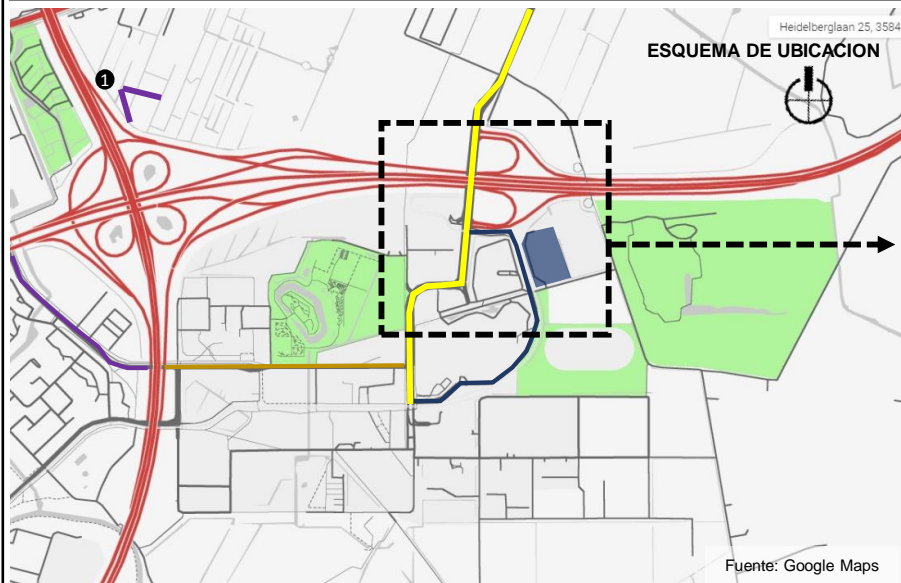 Heidelberglaan 25, 3584
ESQUEMA DE UBICACION
1
Fuente: Google Maps